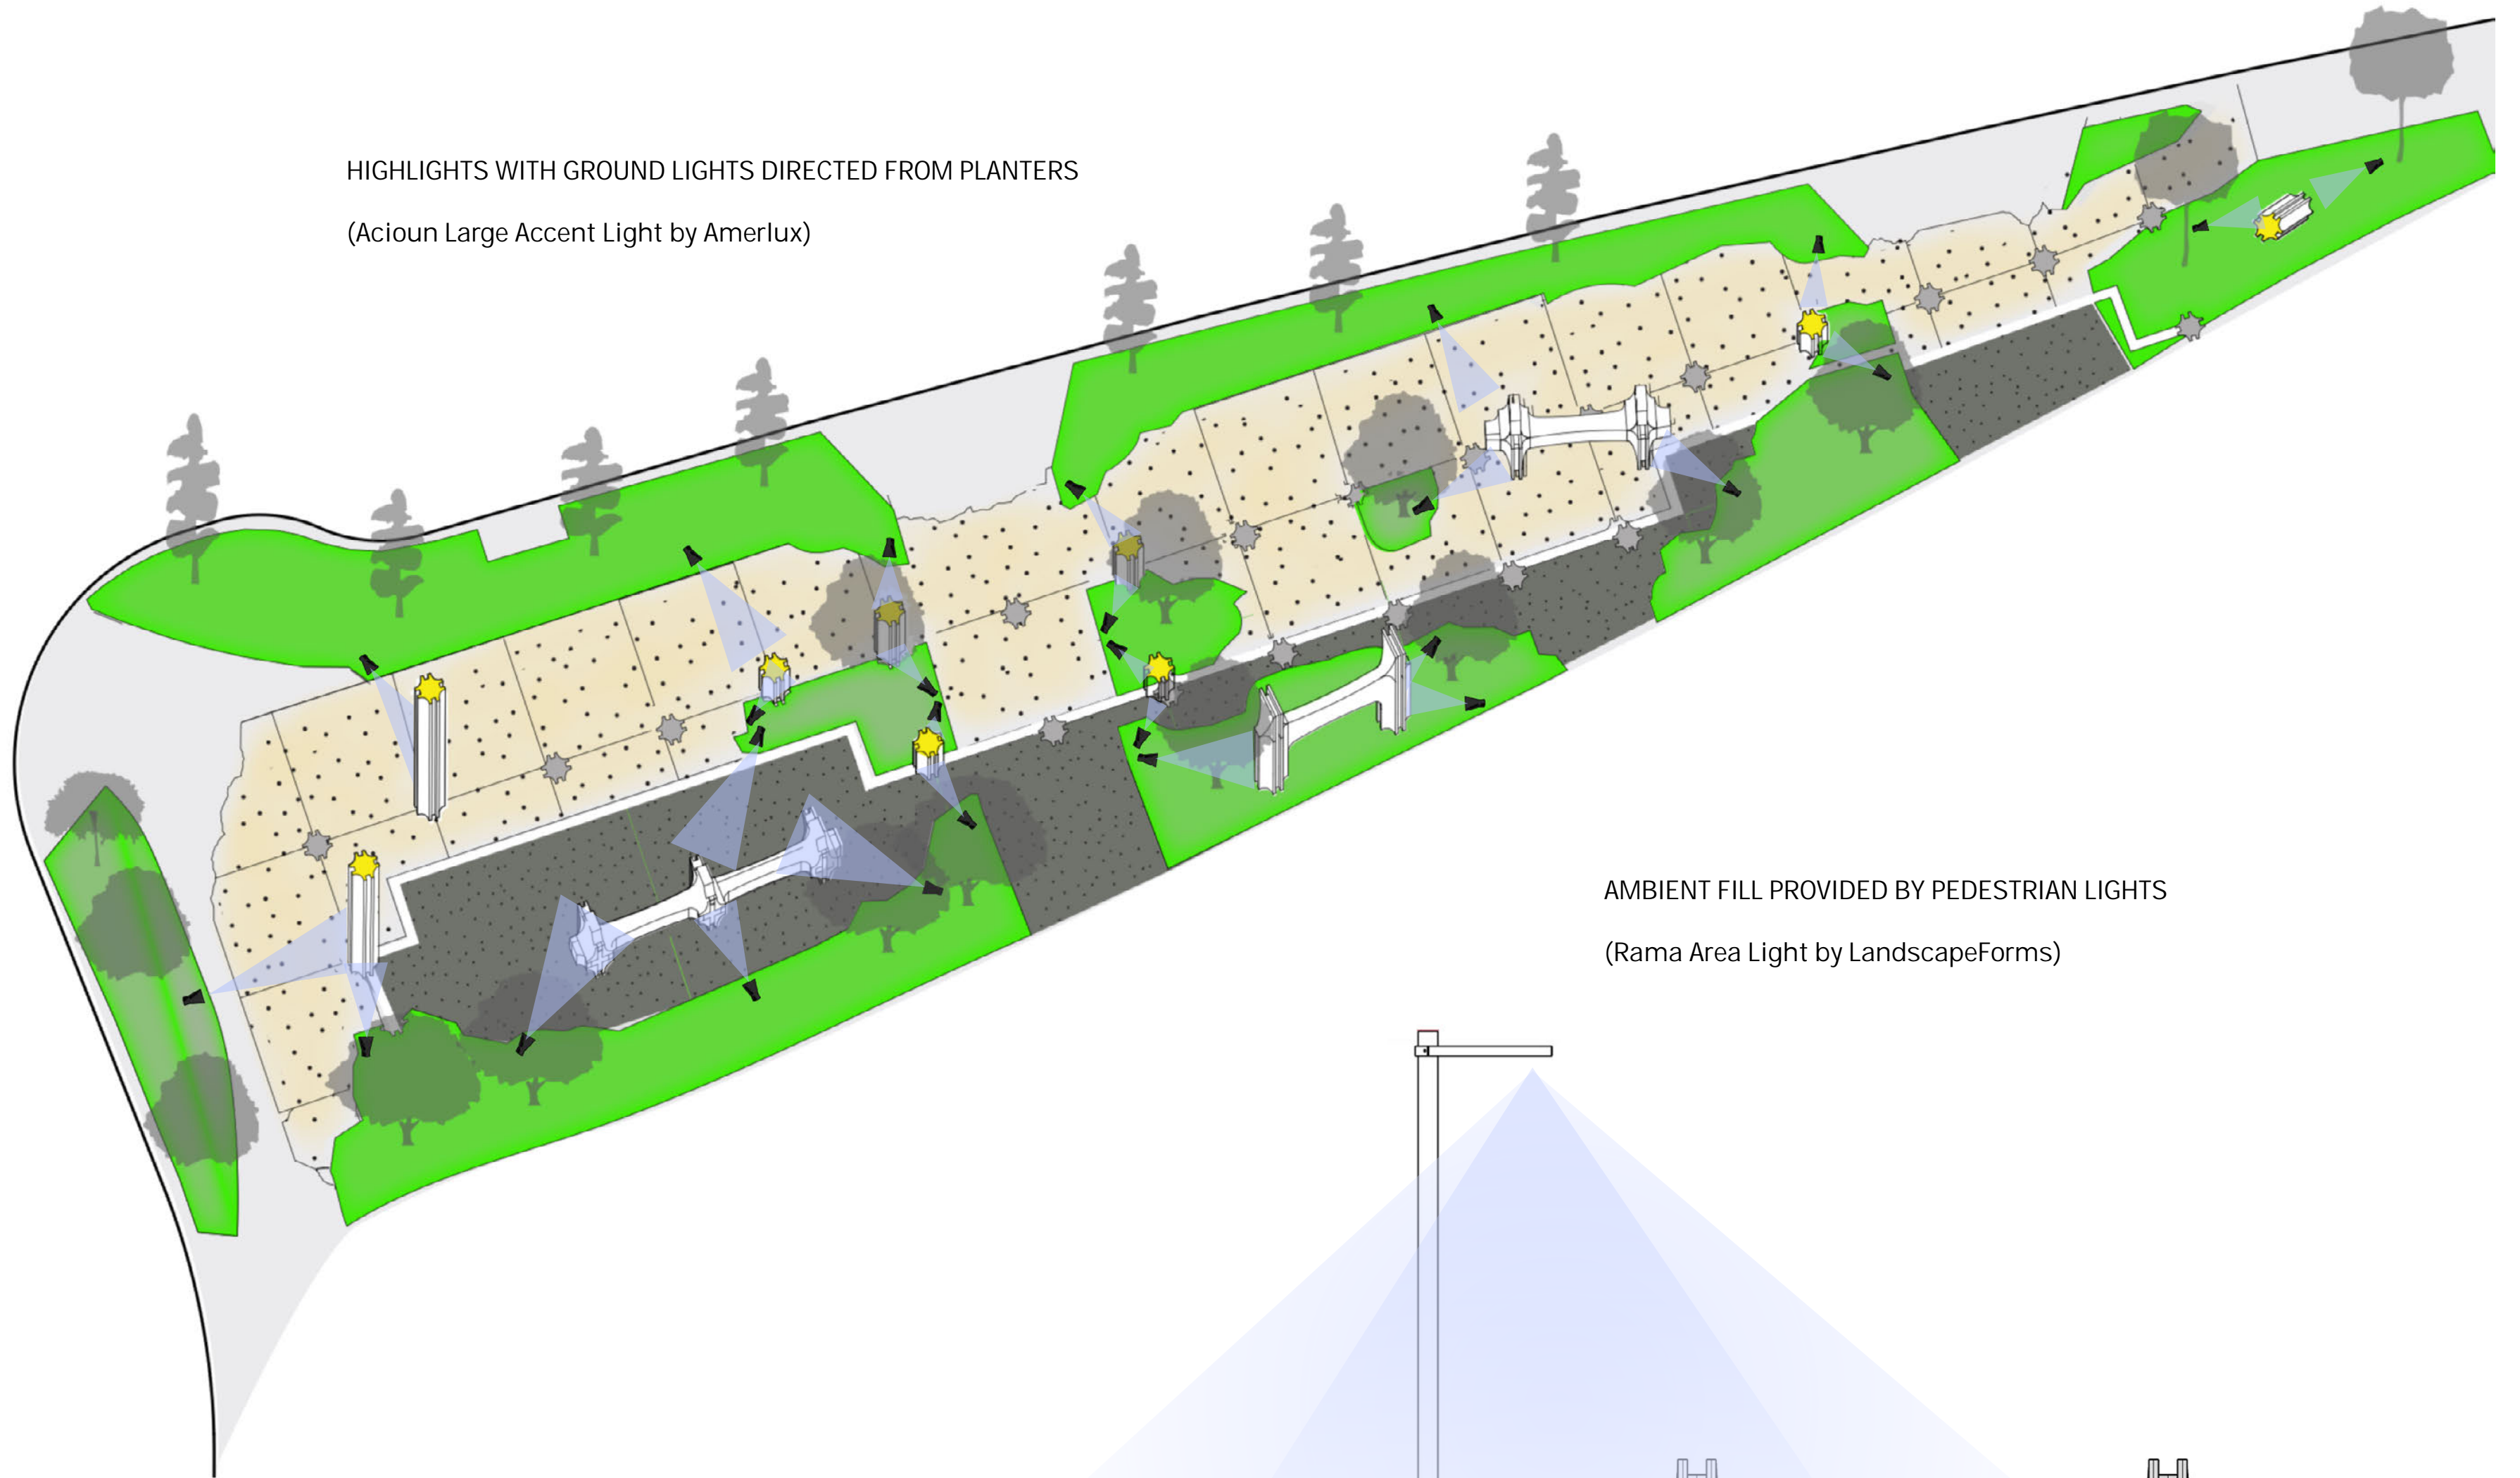 HIGHLIGHTS WITH GROUND LIGHTS DIRECTED FROM PLANTERS
(Acioun Large Accent Light by Amerlux)
AMBIENT FILL PROVIDED BY PEDESTRIAN LIGHTS
(Rama Area Light by LandscapeForms)